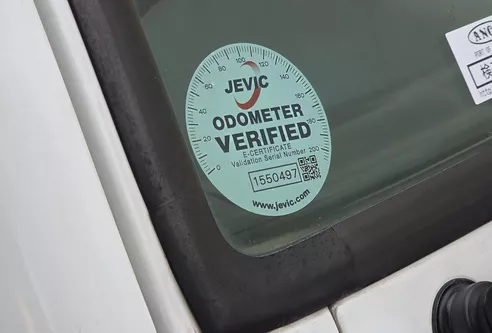 JEVIC
ODOMETER
VERIFIED
E-CERTIFICATE
Validation Serial Number
1550497
www.jevic.com
0
20
40
60
80
100
120
140
160
180
200
ANC
検